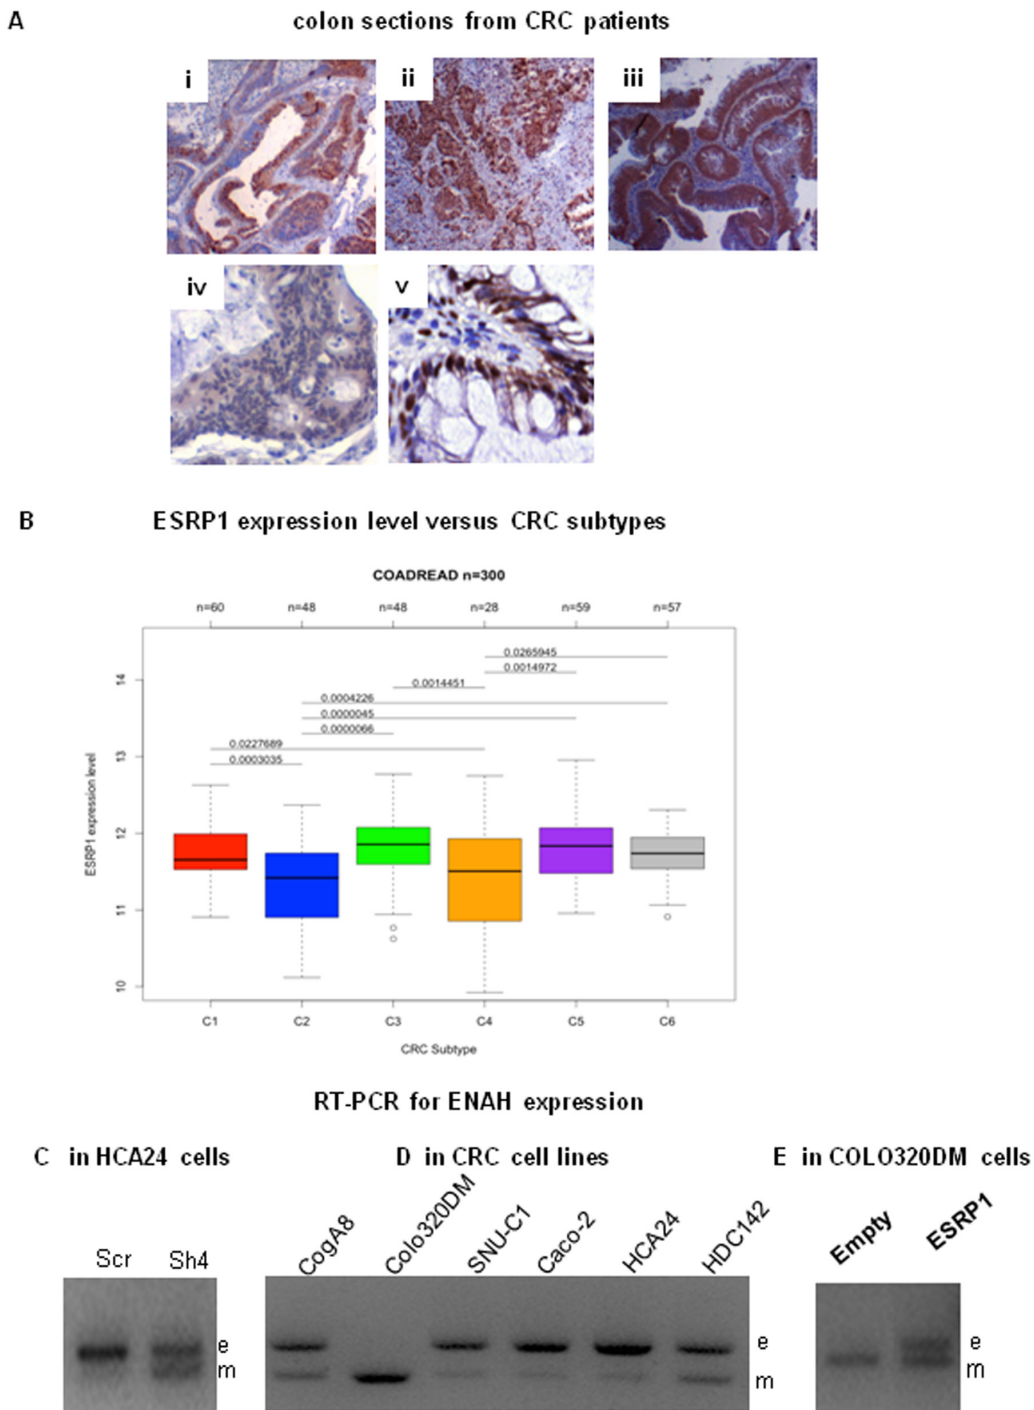 A colon sections from CRC patients
i ii iii
iv v
B ESRP1 expression level versus CRC subtypes
COADREAD n=300
n=60 n=48 n=48 n=28 n=59 n=57
0.0265945
0.0014972
0.0014451
0.0004226
0.0000045
0.0000066
0.0227689
0.0003035
14
13
12
11
10
ESRP1 expression level
C1 C2 C3 C4 C5 C6
CRC Subtype
RT-PCR for ENAH expression
C in HCA24 cells
Scr Sh4
e
m
D in CRC cell lines
CogA8 Colo320DM SNU-C1 Caco-2 HCA24 HDC142
e
m
E in COLO320DM cells
Empty ESRP1
e
m